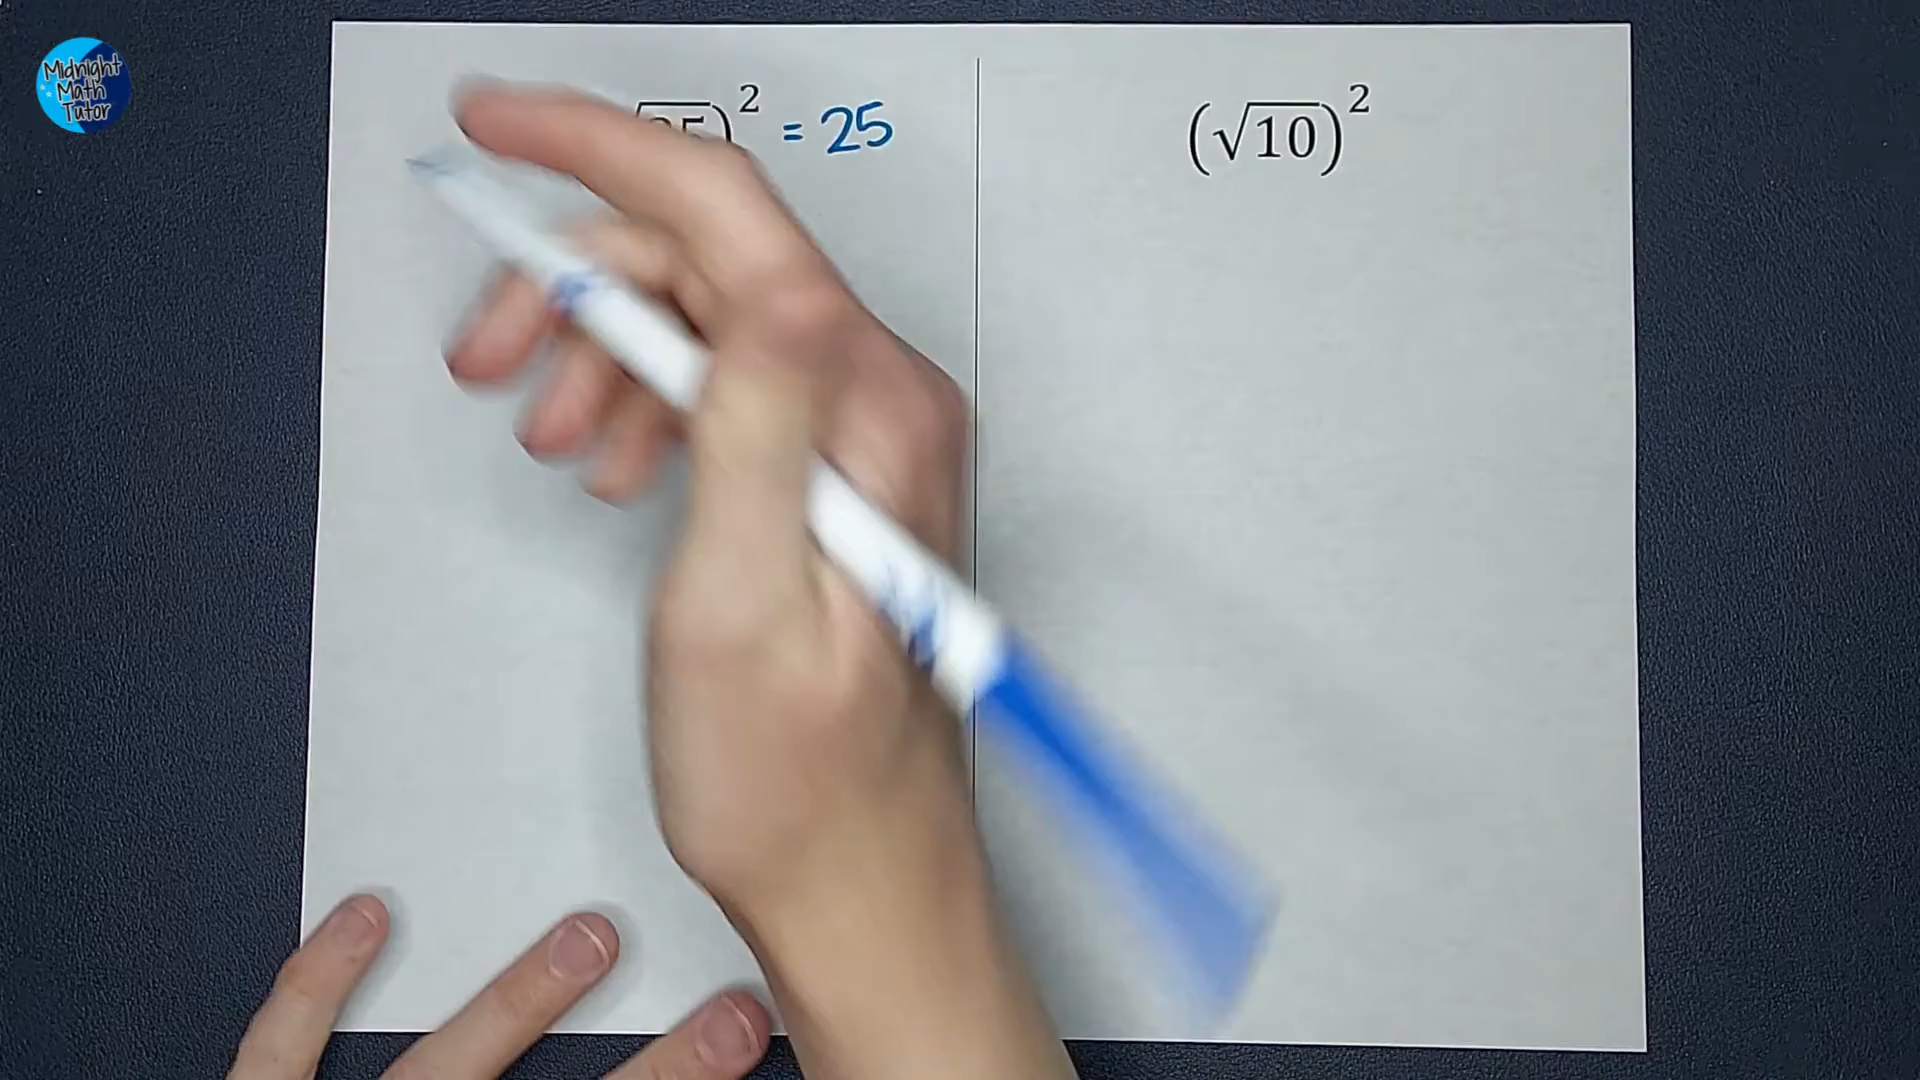 Midnight
Math
Tutor
)² = 25
(√10)²